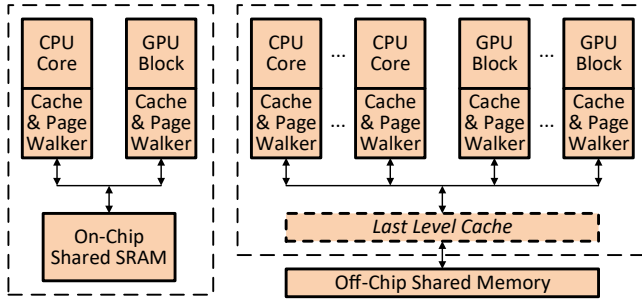 CPU
Core
Cache
& Page
Walker
GPU
Block
Cache
& Page
Walker
On-Chip
Shared SRAM
CPU
Core
...
CPU
Core
GPU
Block
...
GPU
Block
Cache
& Page
Walker
...
Cache
& Page
Walker
Cache
& Page
Walker
...
Cache
& Page
Walker
Last Level Cache
Off-Chip Shared Memory